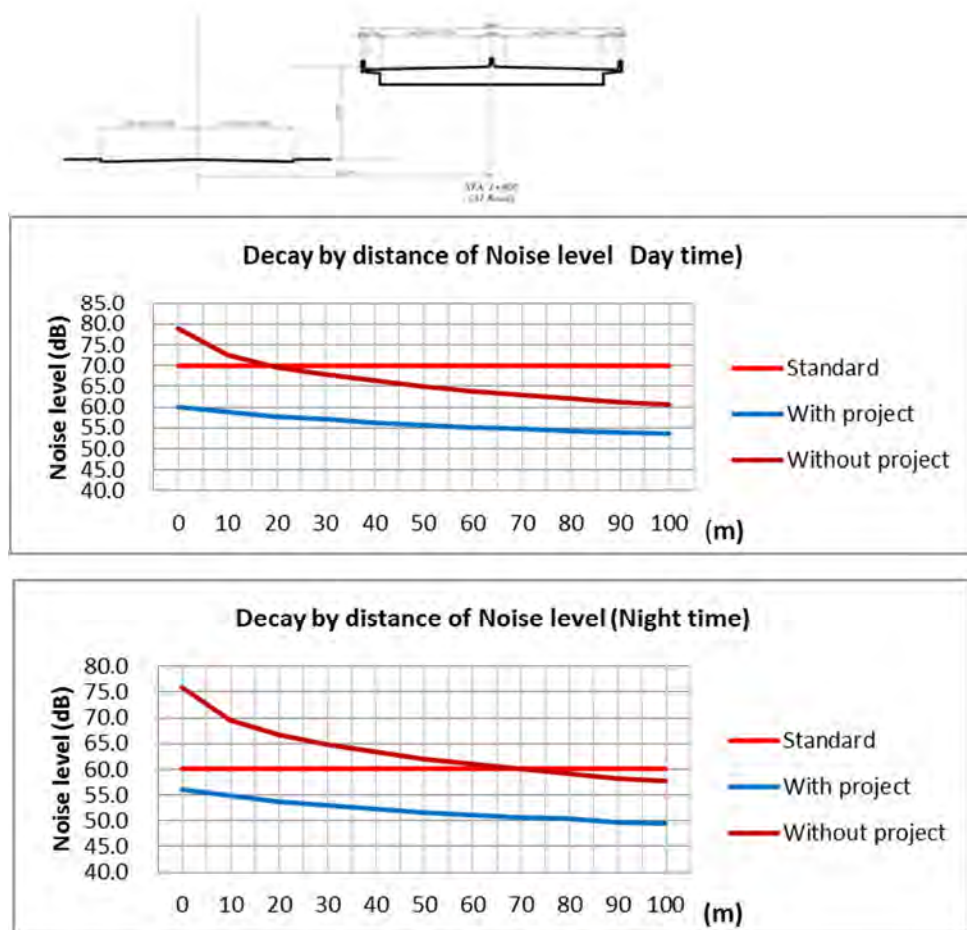 Decay by distance of Noise level Day time)
Noise level (dB)
85.0
80.0
75.0
70.0
65.0
60.0
55.0
50.0
45.0
40.0
0 10 20 30 40 50 60 70 80 90 100 (m)
Standard
With project
Without project
Decay by distance of Noise level (Night time)
Noise level (dB)
80.0
75.0
70.0
65.0
60.0
55.0
50.0
45.0
40.0
0 10 20 30 40 50 60 70 80 90 100 (m)
Standard
With project
Without project